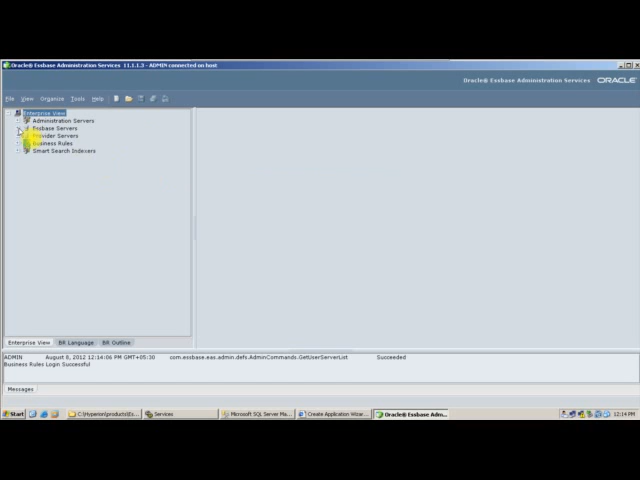 Oracle® Essbase Administration Services 11.1.1.3 - ADMIN connected on host
Oracle® Essbase Administration Services ORACLE
File View Organize Tools Help
Enterprise View
Administration Servers
Essbase Servers
Provider Servers
Business Rules
Smart Search Indexers
Enterprise View BR Language BR Outline
ADMIN August 8, 2012 12:14:06 PM GMT+05:30 com.essbase.eas.admin.defs.AdminCommands.GetUserServerList Succeeded
Business Rules Login Successful
Messages
Start C:\Hyperion\products\Es... Services Microsoft SQL Server Ma... Create Application Wizar... Oracle® Essbase Adm... 12:14 PM